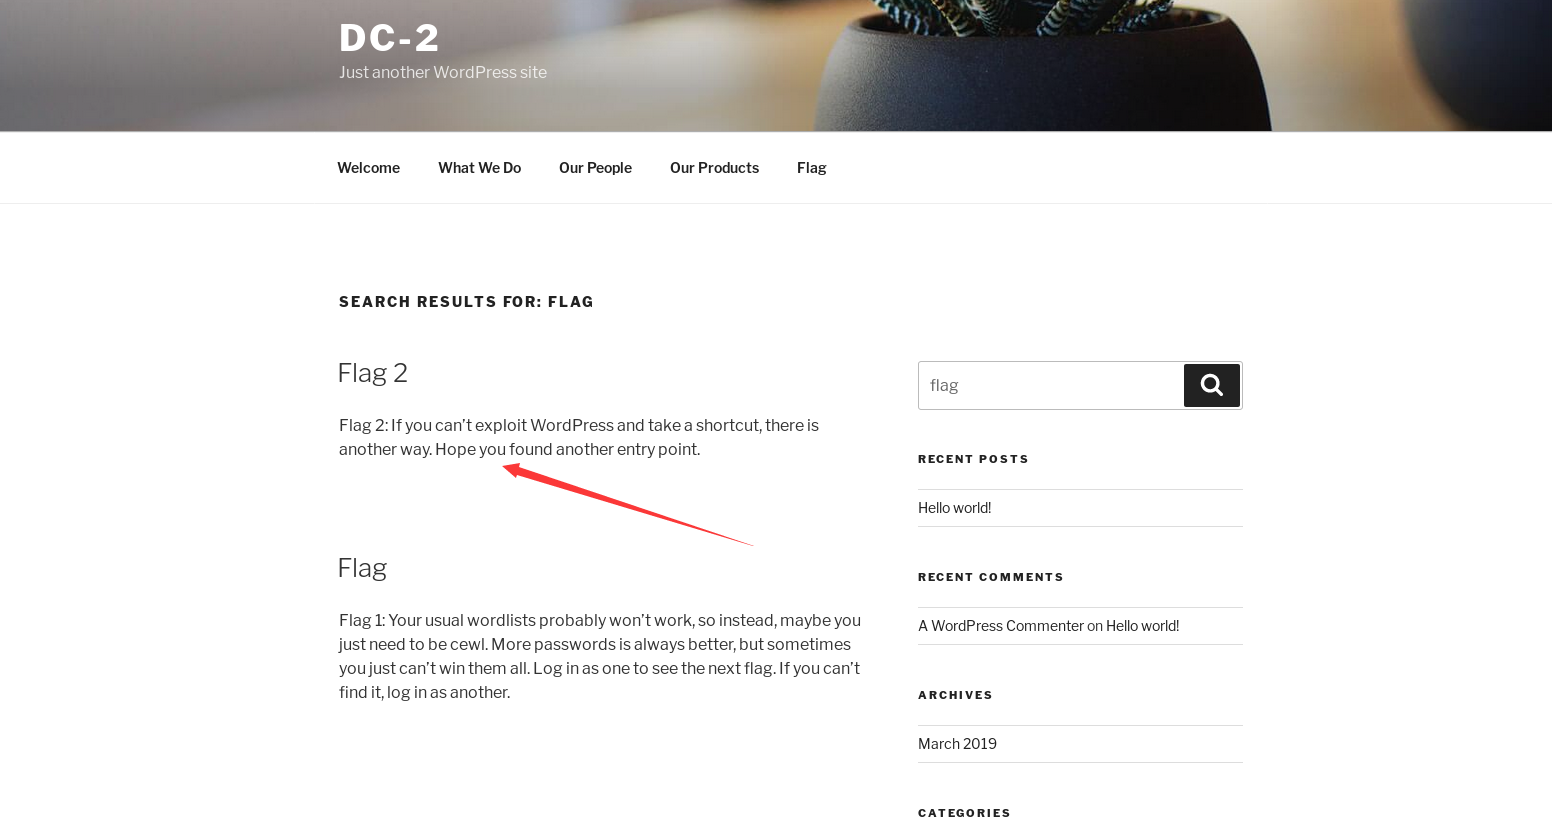 DC-2
Just another WordPress site
Welcome
What We Do
Our People
Our Products
Flag
SEARCH RESULTS FOR: FLAG
Flag 2
Flag 2: If you can’t exploit WordPress and take a shortcut, there is
another way. Hope you found another entry point.
Flag
Flag 1: Your usual wordlists probably won’t work, so instead, maybe you
just need to be cewl. More passwords is always better, but sometimes
you just can’t win them all. Log in as one to see the next flag. If you can’t
find it, log in as another.
flag
RECENT POSTS
Hello world!
RECENT COMMENTS
A WordPress Commenter on Hello world!
ARCHIVES
March 2019
CATEGORIES